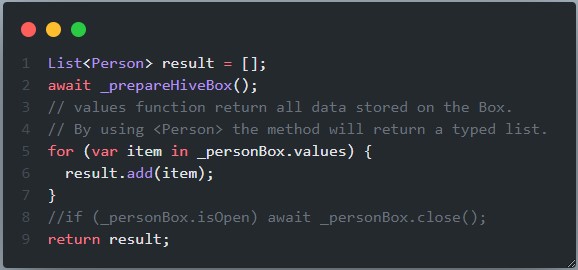 1 List<Person> result = [];
2 await _prepareHiveBox();
3 // values function return all data stored on the Box.
4 // By using <Person> the method will return a typed list.
5 for (var item in _personBox.values) {
6   result.add(item);
7 }
8 //if (_personBox.isOpen) await _personBox.close();
9 return result;